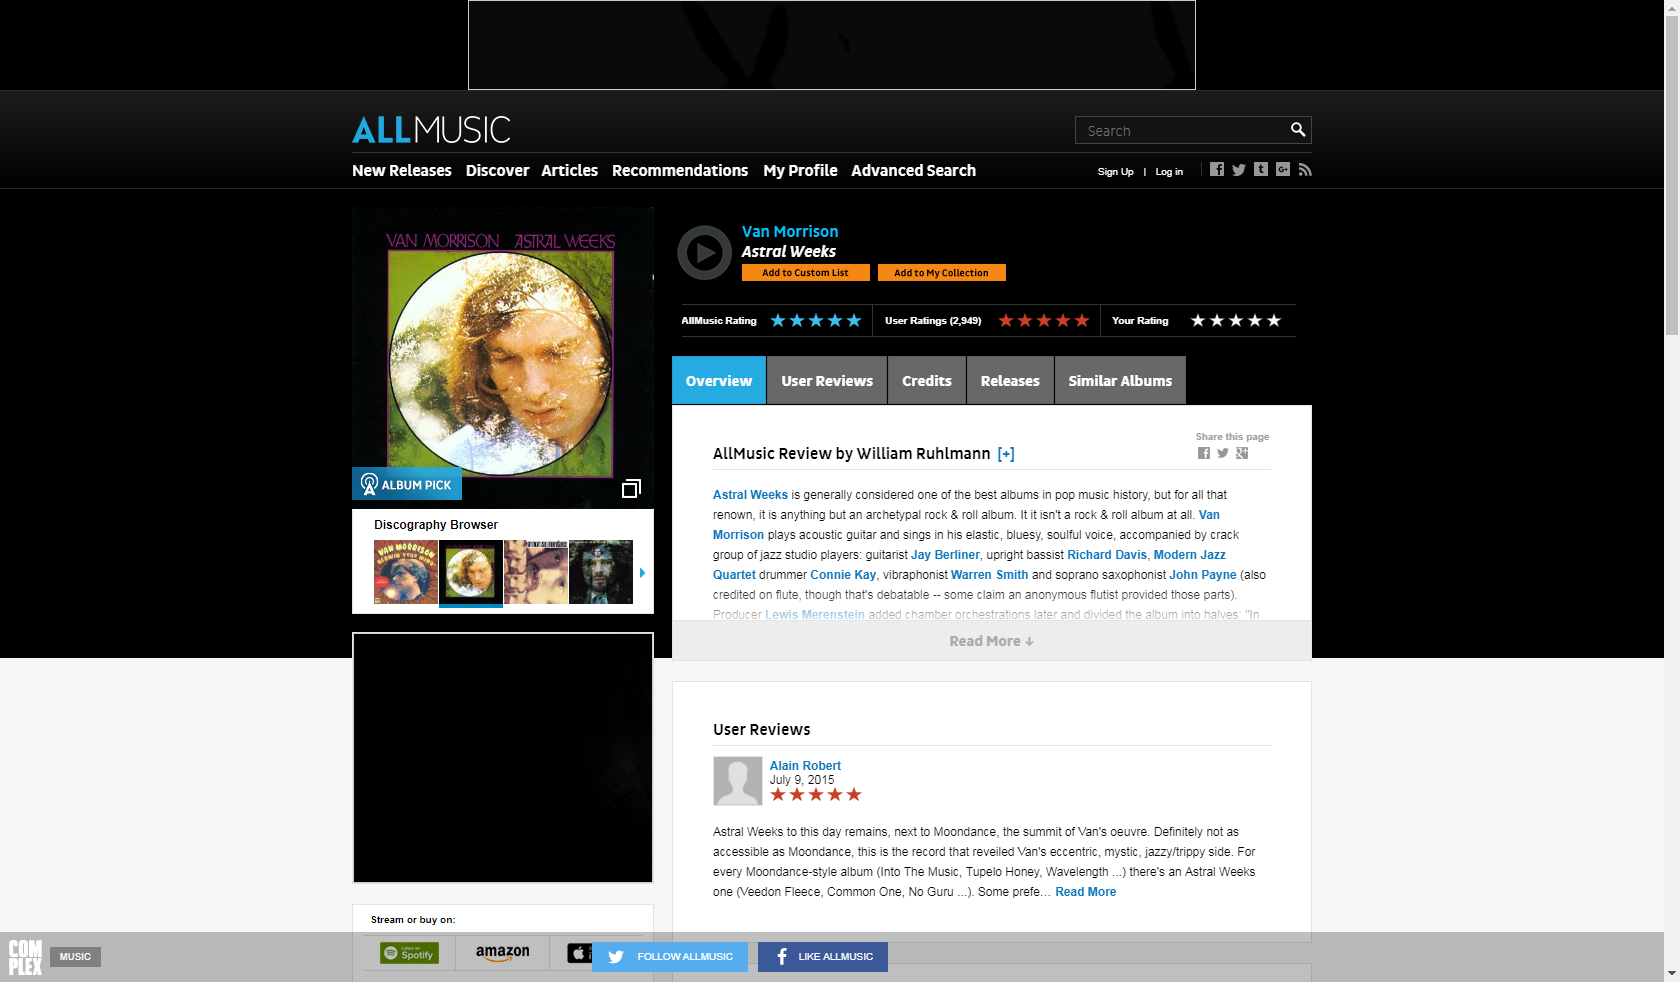 ALLMUSIC
Search
New Releases Discover Articles Recommendations My Profile Advanced Search
Sign Up | Log in
VAN MORRISON ASTRAL WEEKS
ALBUM PICK
Discography Browser
VAN MORRISON
Van Morrison
Astral Weeks
Add to Custom List Add to My Collection
AllMusic Rating User Ratings (2,949) Your Rating
Overview User Reviews Credits Releases Similar Albums
Share this page
AllMusic Review by William Ruhlmann [+]
Astral Weeks is generally considered one of the best albums in pop music history, but for all that
renown, it is anything but an archetypal rock & roll album. It it isn't a rock & roll album at all. Van
Morrison plays acoustic guitar and sings in his elastic, bluesy, soulful voice, accompanied by crack
group of jazz studio players: guitarist Jay Berliner, upright bassist Richard Davis, Modern Jazz
Quartet drummer Connie Kay, vibraphonist Warren Smith and soprano saxophonist John Payne (also
credited on flute, though that's debatable -- some claim an anonymous flutist provided those parts).
Producer Lewis Merenstein added chamber orchestrations later and divided the album into halves: "In
Read More ↓
User Reviews
Alain Robert
July 9, 2015
Astral Weeks to this day remains, next to Moondance, the summit of Van's oeuvre. Definitely not as
accessible as Moondance, this is the record that reveiled Van's eccentric, mystic, jazzy/trippy side. For
every Moondance-style album (Into The Music, Tupelo Honey, Wavelength ...) there's an Astral Weeks
one (Veedon Fleece, Common One, No Guru ...). Some prefe... Read More
Stream or buy on:
Listen on
Spotify
amazon
COM
PLEX
MUSIC
FOLLOW ALLMUSIC
LIKE ALLMUSIC